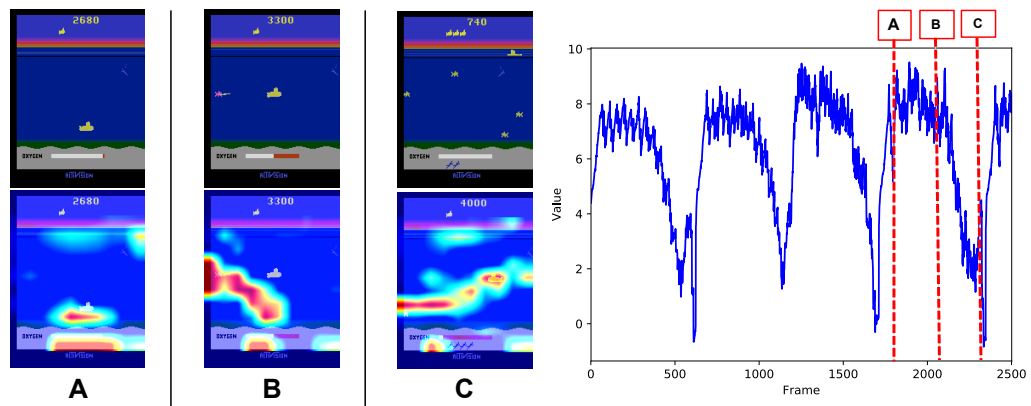 2680
OXYGEN
ACTIVISION
3300
OXYGEN
ACTIVISION
740
OXYGEN
ACTIVISION
2680
OXYGEN
ACTIVISION
3300
OXYGEN
ACTIVISION
4000
OXYGEN
ACTIVISION
A
B
C
A
B
C
10
8
6
4
2
0
Value
0
500
1000
1500
2000
2500
Frame